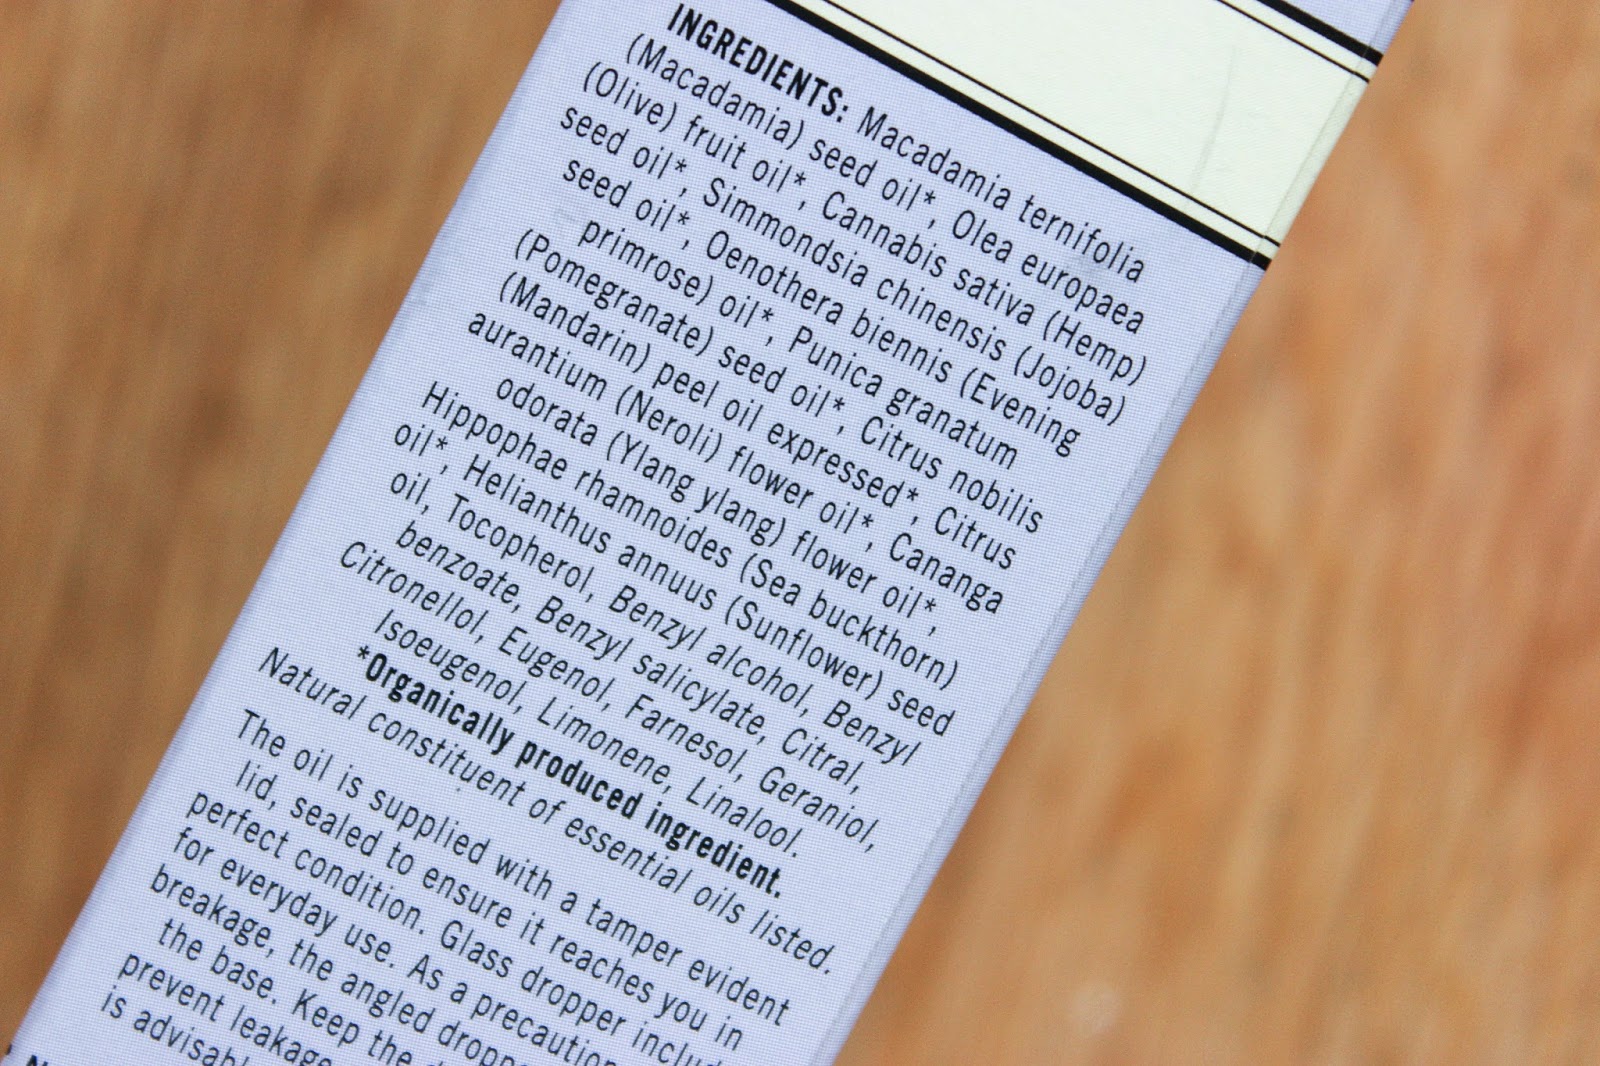 INGREDIENTS: Macadamia ternifolia
(Macadamia) seed oil*, Olea europaea
(Olive) fruit oil*, Cannabis sativa (Hemp)
seed oil*, Simmondsia chinensis (Jojoba)
seed oil*, Oenothera biennis (Evening
primrose) oil*, Punica granatum
(Pomegranate) seed oil*, Citrus nobilis
(Mandarin) peel oil expressed*, Citrus
aurantium (Neroli) flower oil*, Cananga
odorata (Ylang ylang) flower oil*,
Hippophae rhamnoides (Sea buckthorn)
oil*, Helianthus annuus (Sunflower) seed
oil, Tocopherol, Benzyl alcohol, Benzyl
benzoate, Benzyl salicylate, Citral,
Citronellol, Eugenol, Farnesol, Geraniol,
Isoeugenol, Limonene, Linalool.
*Organically produced ingredient.
Natural constituent of essential oils listed.
The oil is supplied with a tamper evident
lid, sealed to ensure it reaches you in
perfect condition. Glass dropper includ
for everyday use. As a precaution
breakage, the angled dropp
the base. Keep the
prevent leakage
is advisabl